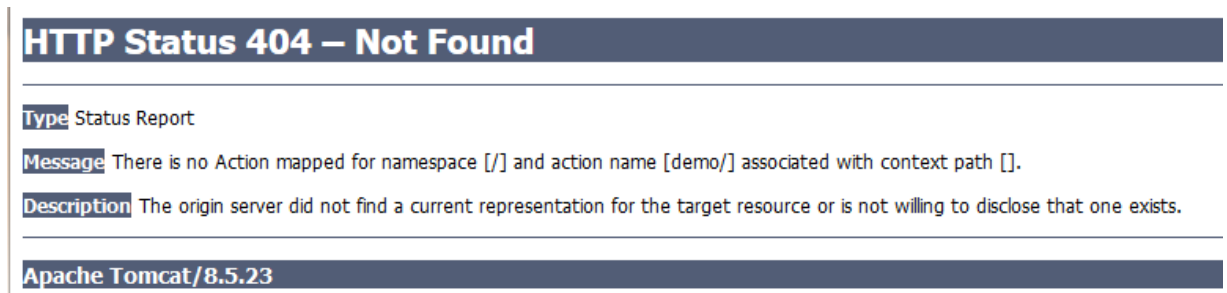 HTTP Status 404 – Not Found
Type Status Report
Message There is no Action mapped for namespace [/] and action name [demo/] associated with context path [].
Description The origin server did not find a current representation for the target resource or is not willing to disclose that one exists.
Apache Tomcat/8.5.23